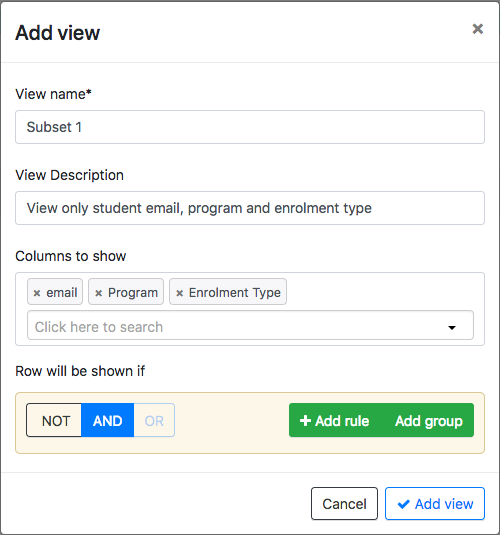 Add view ×
View name*
Subset 1
View Description
View only student email, program and enrolment type
Columns to show
× email × Program × Enrolment Type
Click here to search
Row will be shown if
NOT AND OR + Add rule Add group
Cancel ✔ Add view